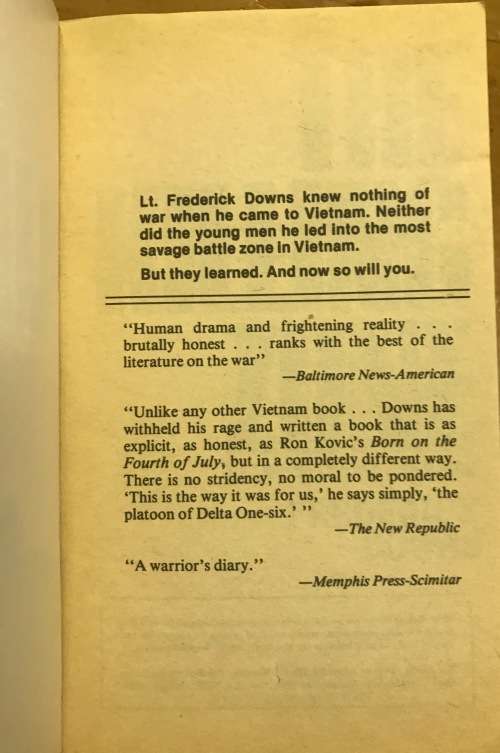 Lt. Frederick Downs knew nothing of
war when he came to Vietnam. Neither
did the young men he led into the most
savage battle zone in Vietnam.
But they learned. And now so will you.
“Human drama and frightening reality . . .
brutally honest . . . ranks with the best of the
literature on the war”
—Baltimore News-American
“Unlike any other Vietnam book . . . Downs has
withheld his rage and written a book that is as
explicit, as honest, as Ron Kovic’s Born on the
Fourth of July, but in a completely different way.
There is no stridency, no moral to be pondered.
‘This is the way it was for us,’ he says simply, ‘the
platoon of Delta One-six.’ ”
—The New Republic
“A warrior’s diary.”
—Memphis Press-Scimitar